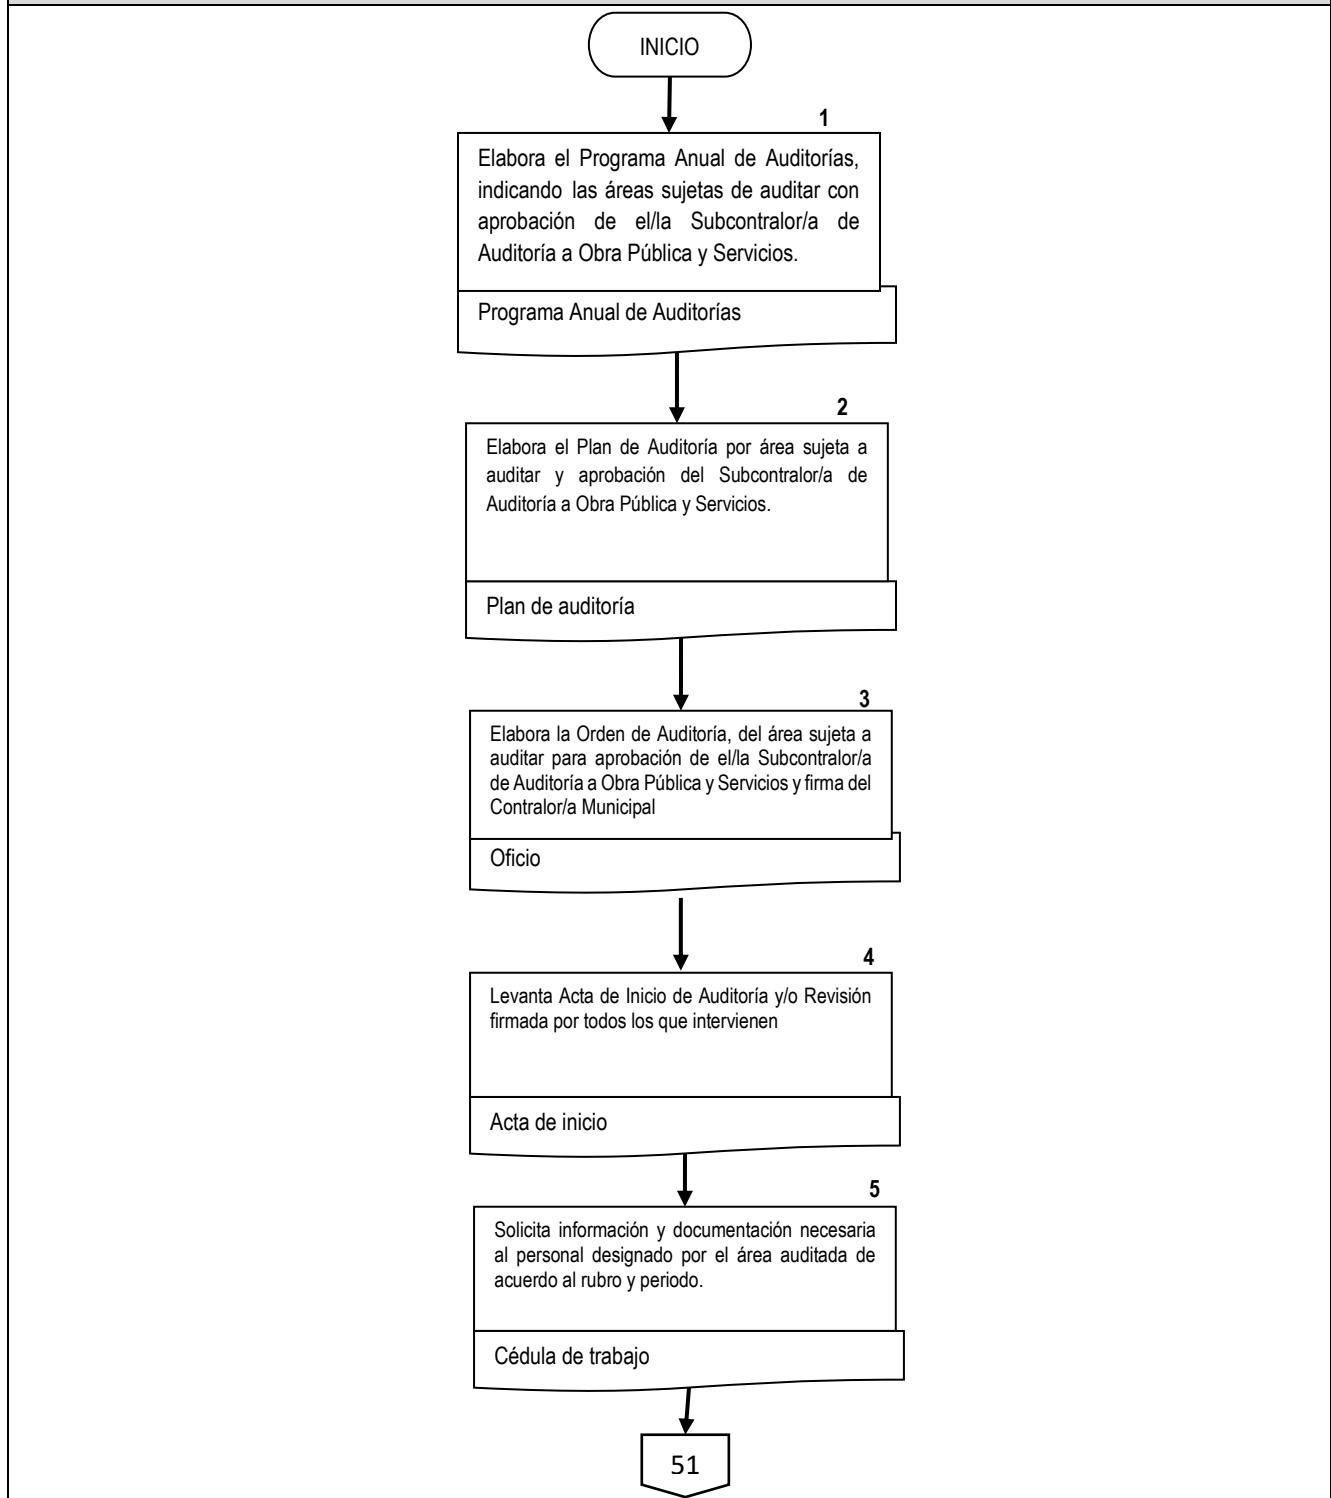 INICIO
1
Elabora el Programa Anual de Auditorías,
indicando las áreas sujetas de auditar con
aprobación de el/la Subcontralor/a de
Auditoría a Obra Pública y Servicios.
Programa Anual de Auditorías
2
Elabora el Plan de Auditoría por área sujeta a
auditar y aprobación del Subcontralor/a de
Auditoría a Obra Pública y Servicios.
Plan de auditoría
3
Elabora la Orden de Auditoría, del área sujeta a
auditar para aprobación de el/la Subcontralor/a
de Auditoría a Obra Pública y Servicios y firma del
Contralor/a Municipal
Oficio
4
Levanta Acta de Inicio de Auditoría y/o Revisión
firmada por todos los que intervienen
Acta de inicio
5
Solicita información y documentación necesaria
al personal designado por el área auditada de
acuerdo al rubro y periodo.
Cédula de trabajo
51